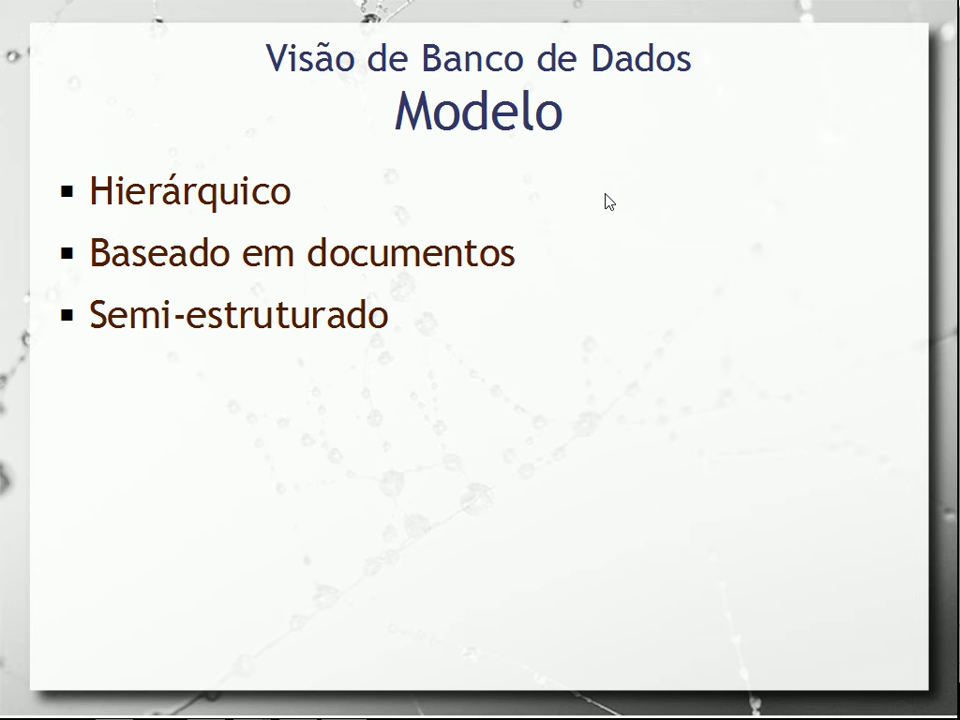 Visão de Banco de Dados
Modelo
▪ Hierárquico
▪ Baseado em documentos
▪ Semi-estruturado